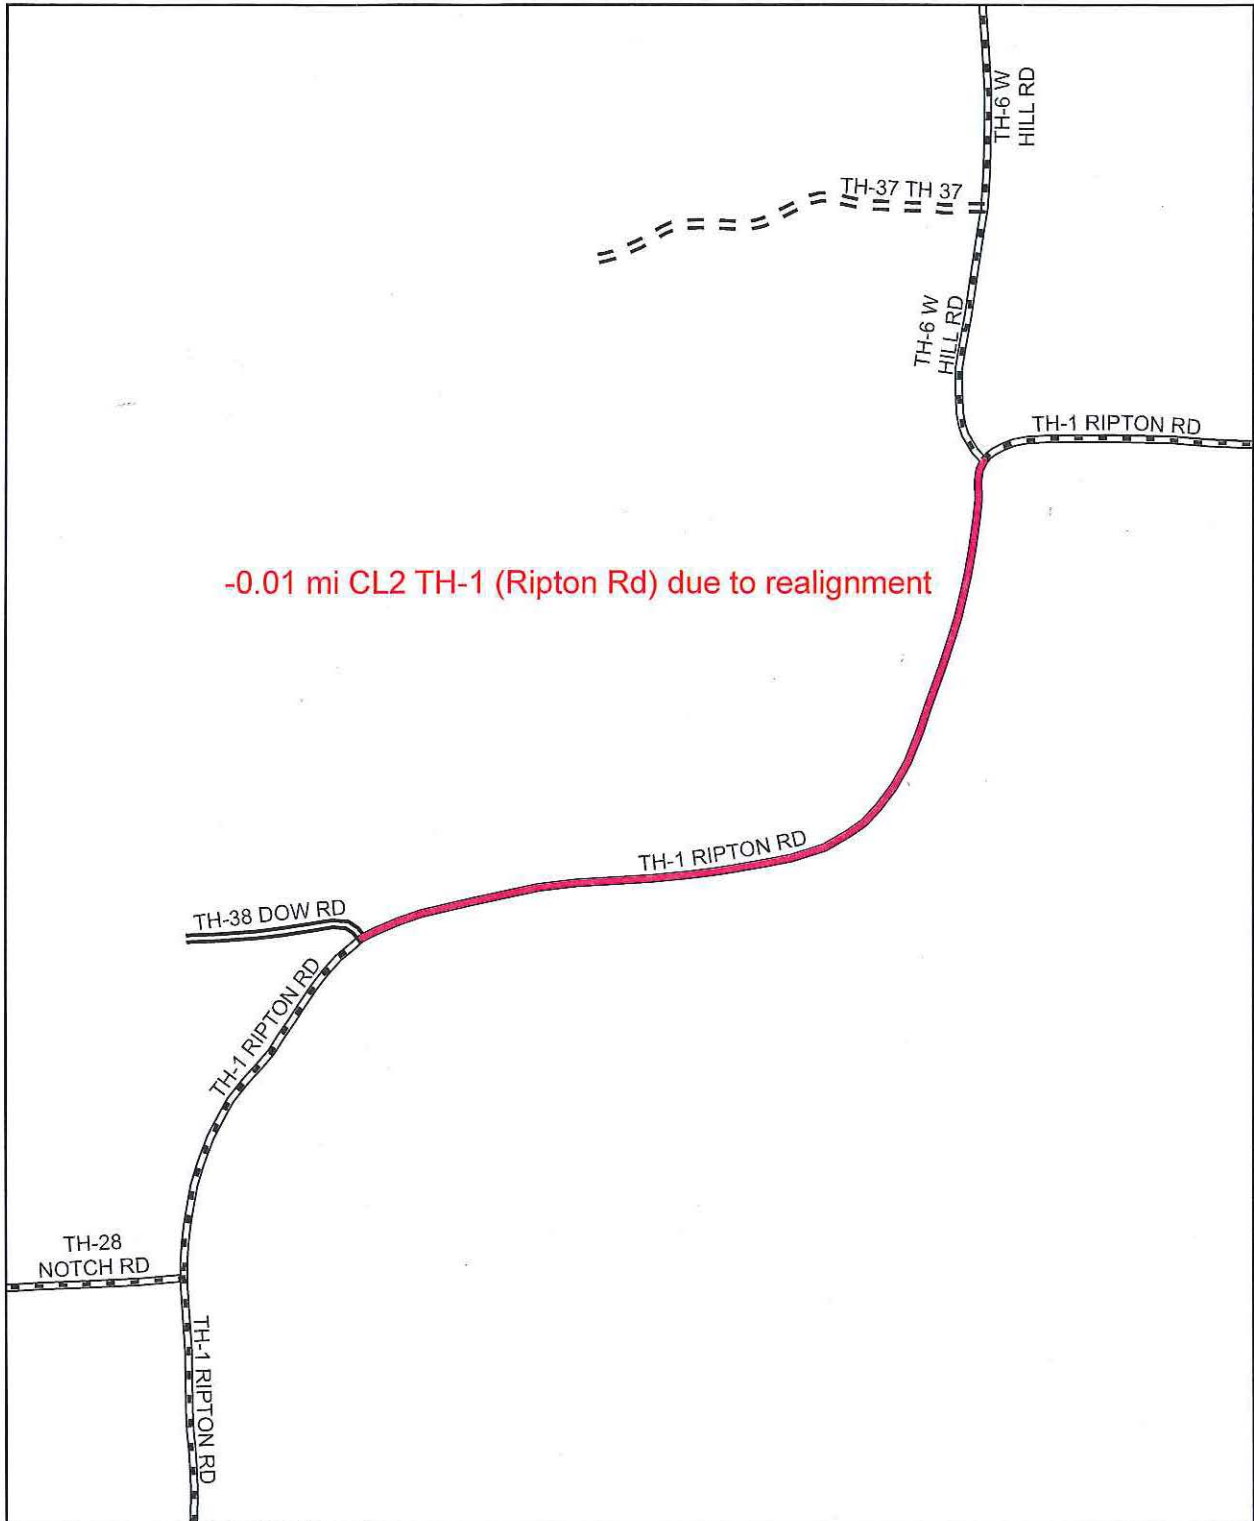 TH-6 W
HILL RD
TH-37 TH 37
TH-6 W
HILL RD
TH-1 RIPTON RD
-0.01 mi CL2 TH-1 (Ripton Rd) due to realignment
TH-1 RIPTON RD
TH-38 DOW RD
TH-1 RIPTON RD
TH-28
NOTCH RD
TH-1 RIPTON RD